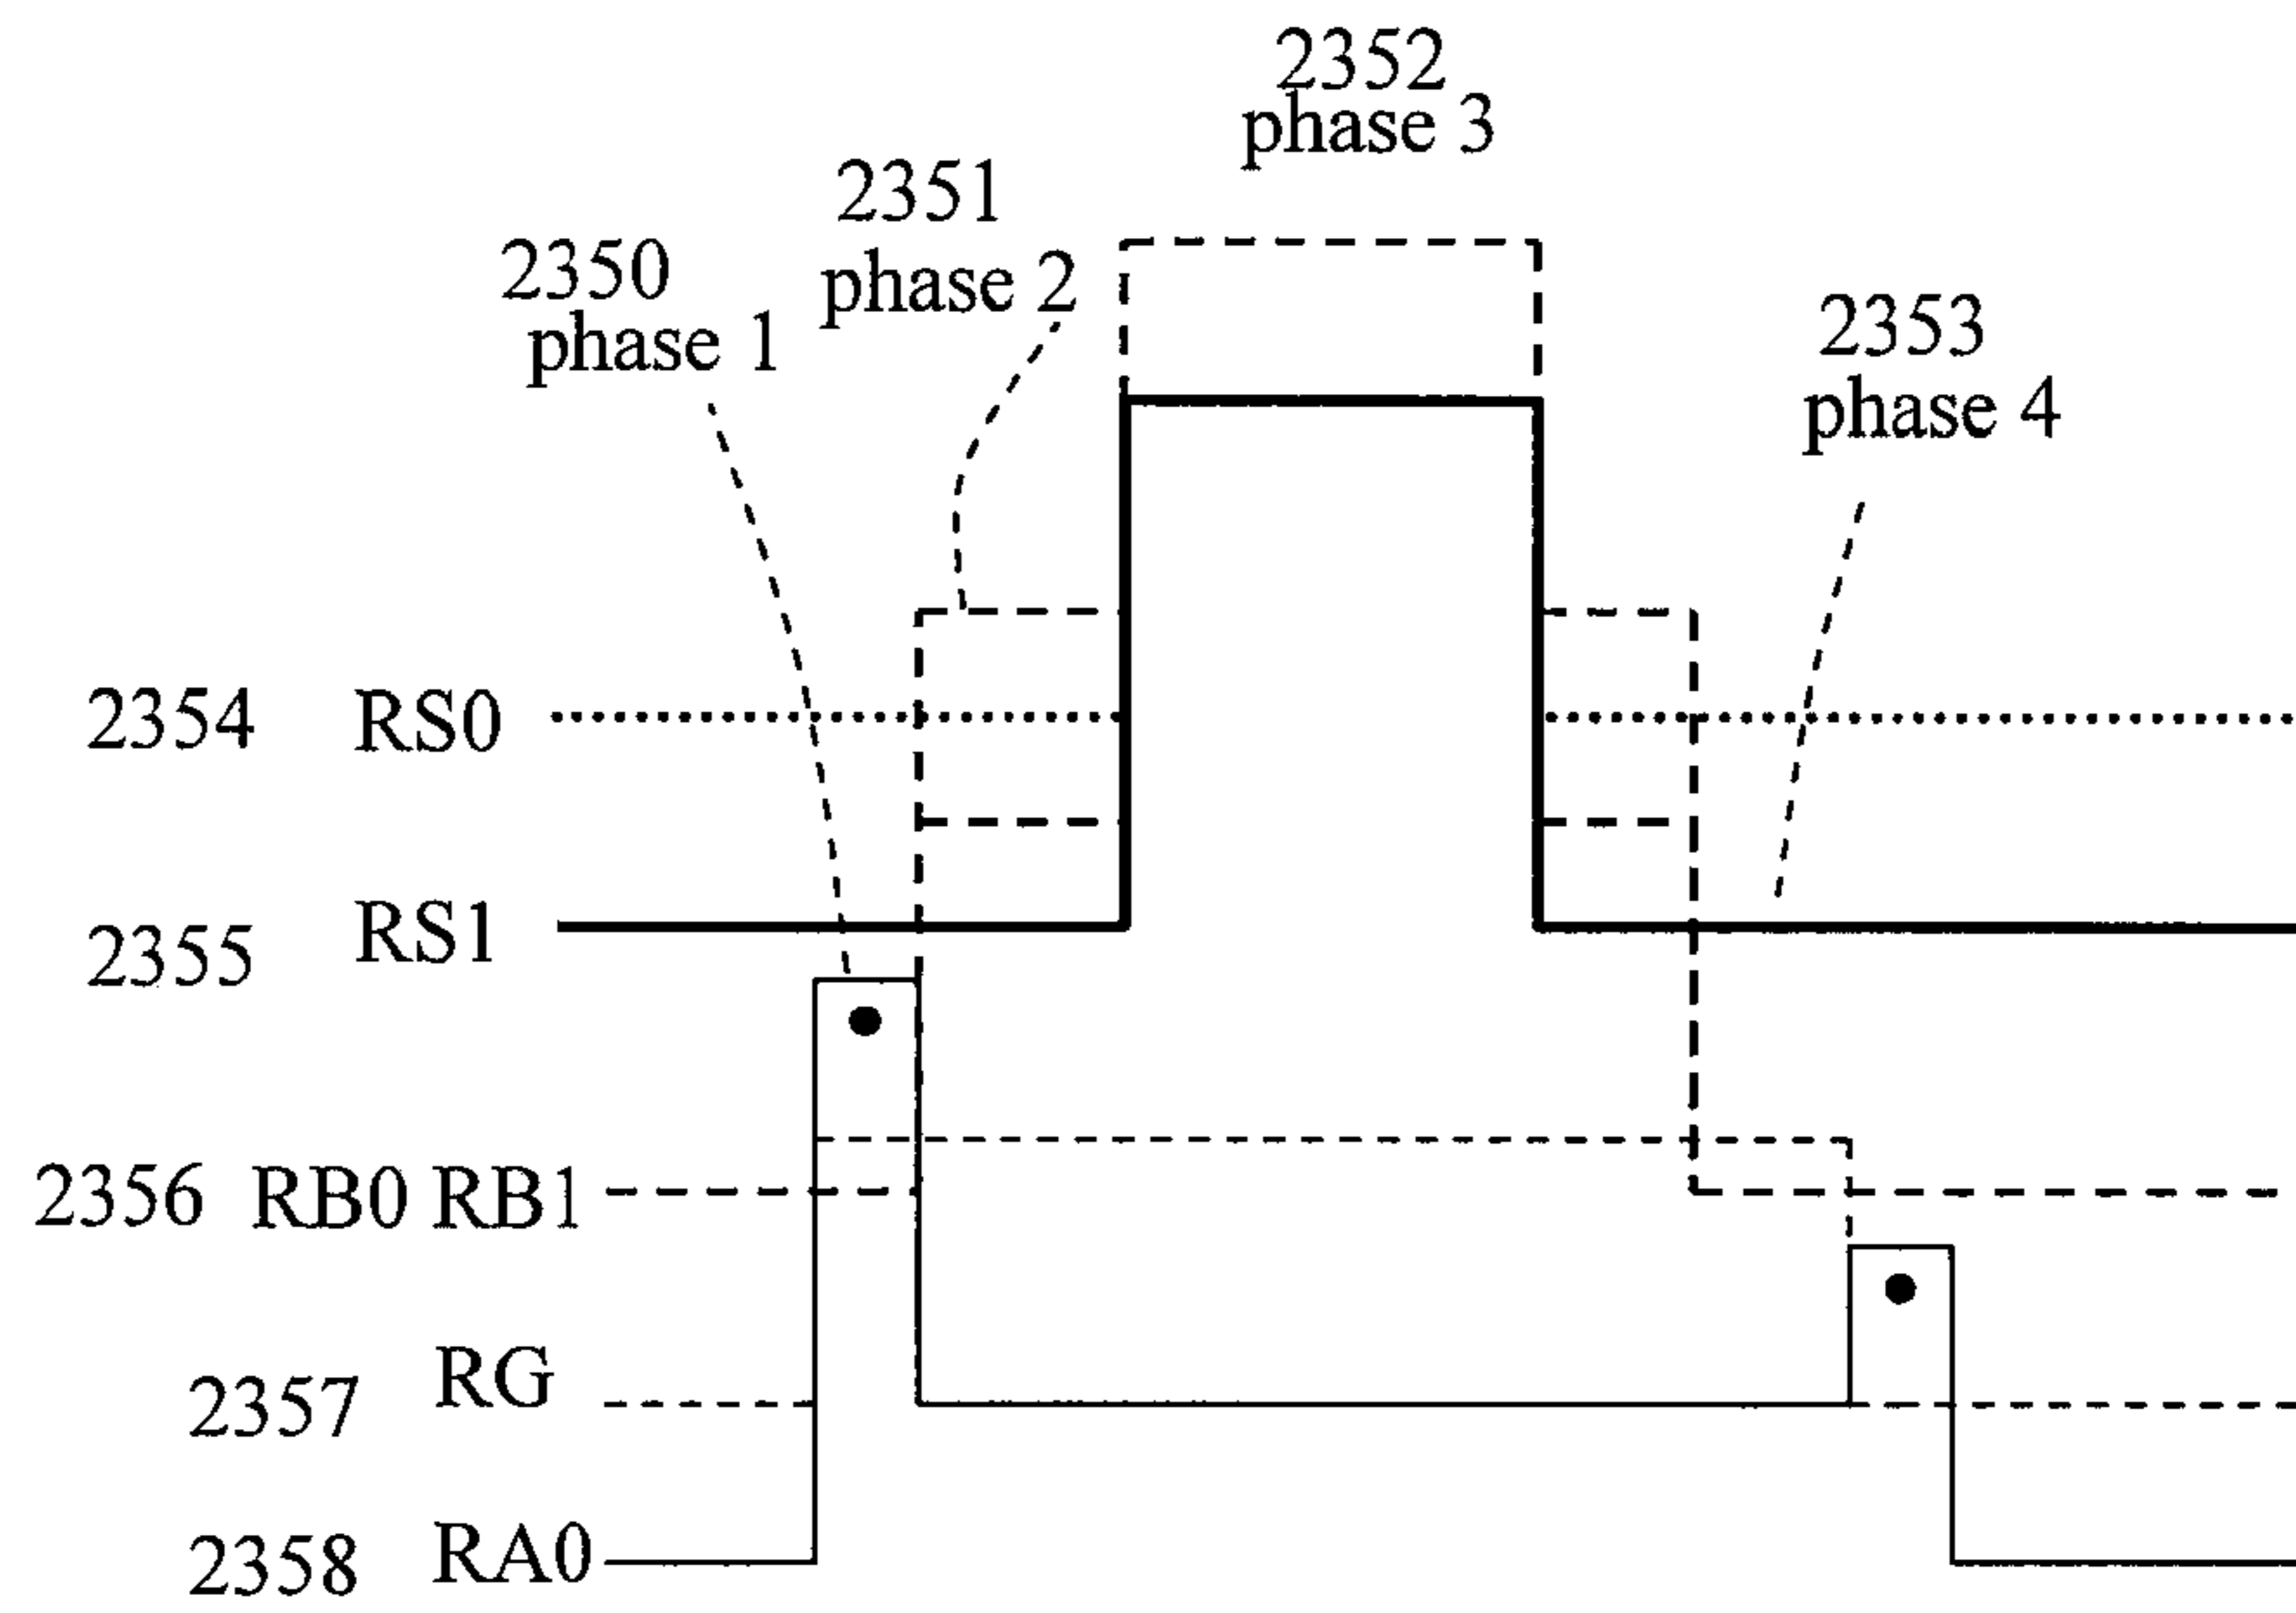 2352
phase 3
2351
phase 2
2350
phase 1
2353
phase 4
2354 RS0
2355 RS1
2356 RB0 RB1
2357 RG
2358 RA0